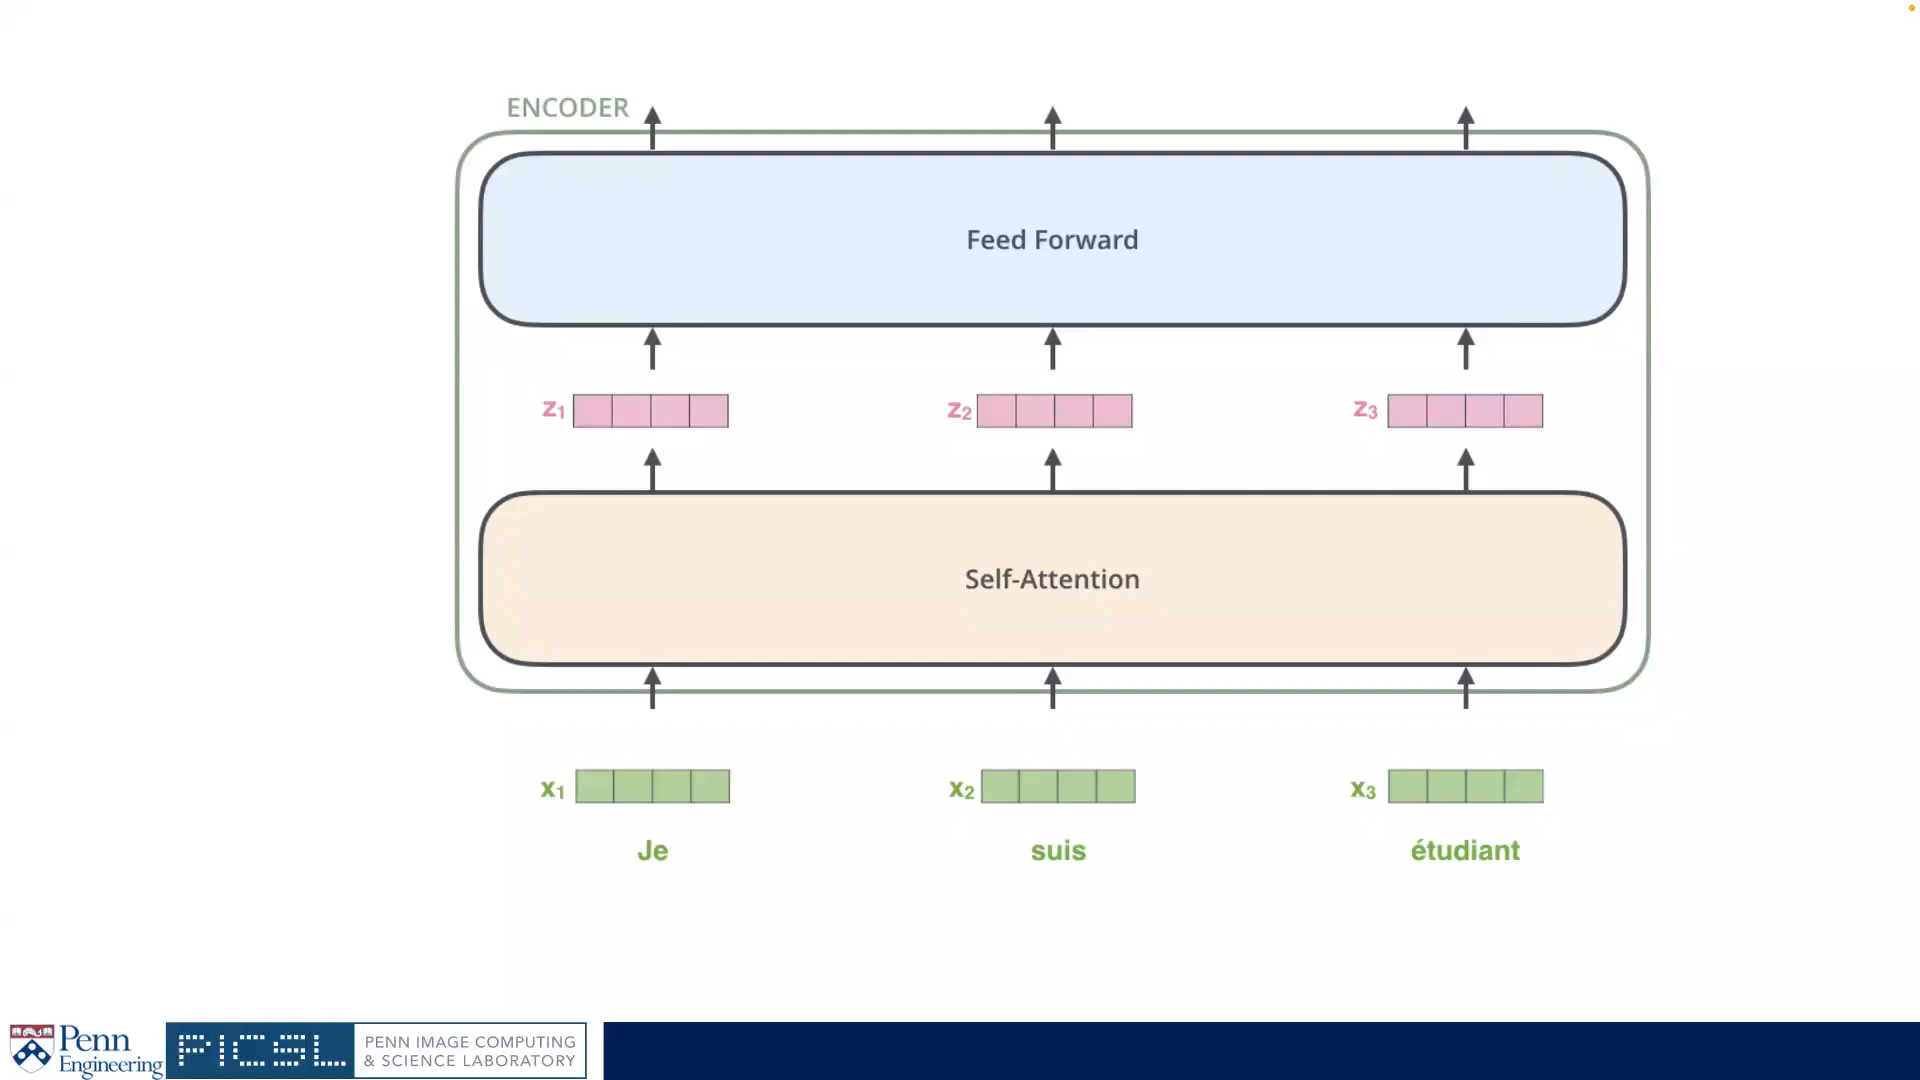 ENCODER
Feed Forward
z1
z2
z3
Self-Attention
x1
x2
x3
Je
suis
étudiant
Penn
Engineering
PICSL
PENN IMAGE COMPUTING
& SCIENCE LABORATORY